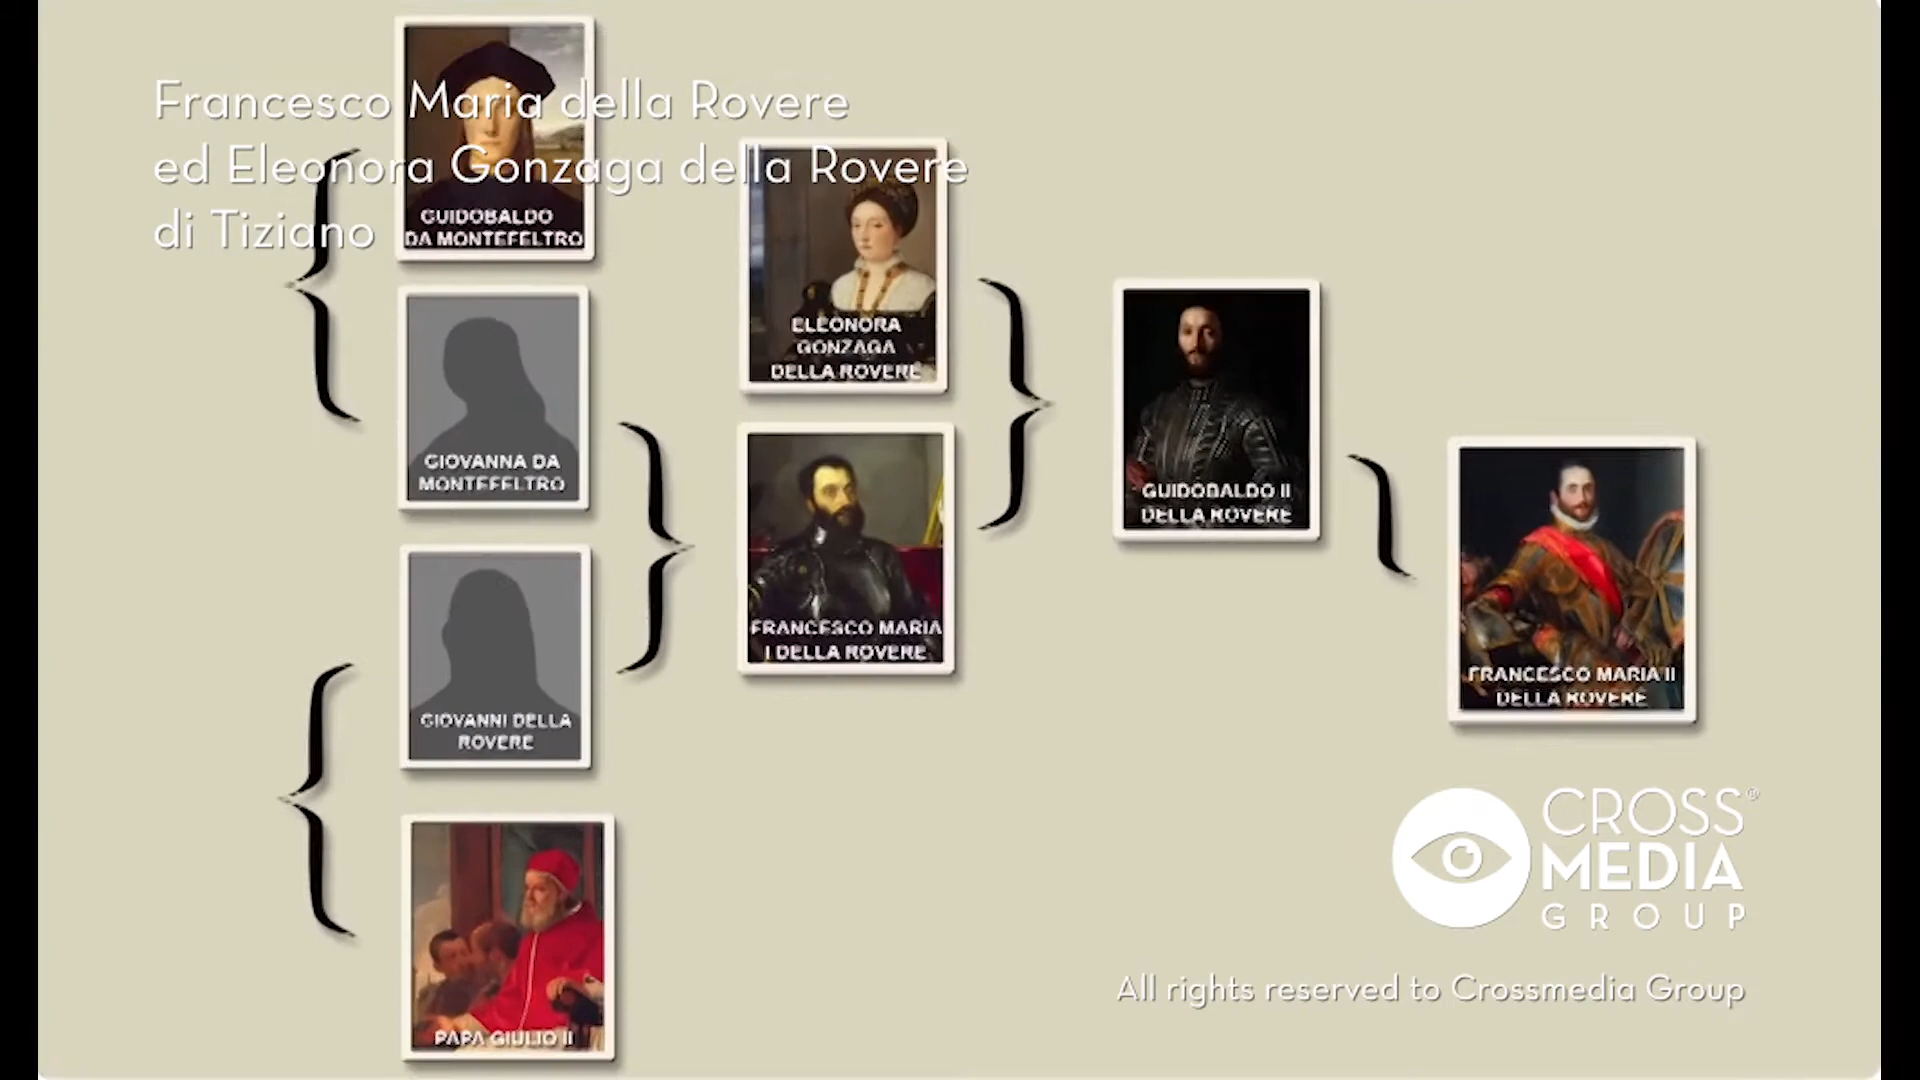 Francesco Maria della Rovere
ed Eleonora Gonzaga della Rovere
di Tiziano
GUIDOBALDO
DA MONTEFELTRO
GIOVANNA DA
MONTEFELTRO
GIOVANNI DELLA
ROVERE
PAPA GIULIO II
ELEONORA
GONZAGA
DELLA ROVERE
FRANCESCO MARIA
I DELLA ROVERE
GUIDOBALDO II
DELLA ROVERE
FRANCESCO MARIA II
DELLA ROVERE
CROSS®
MEDIA
GROUP
All rights reserved to Crossmedia Group